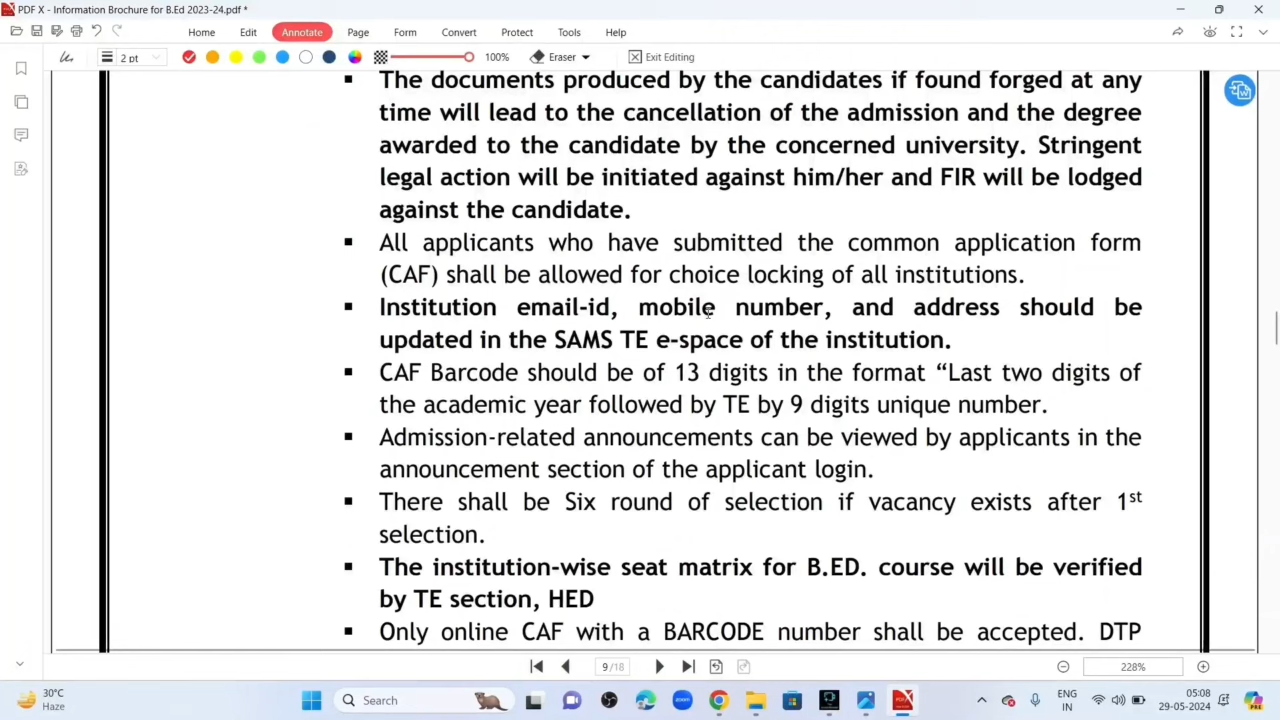 PDF X - Information Brochure for B.Ed 2023-24.pdf *
Home Edit Annotate Page Form Convert Protect Tools Help
2 pt 100% Eraser Exit Editing
▪ The documents produced by the candidates if found forged at any
time will lead to the cancellation of the admission and the degree
awarded to the candidate by the concerned university. Stringent
legal action will be initiated against him/her and FIR will be lodged
against the candidate.
▪ All applicants who have submitted the common application form
(CAF) shall be allowed for choice locking of all institutions.
▪ Institution email-id, mobile number, and address should be
updated in the SAMS TE e-space of the institution.
▪ CAF Barcode should be of 13 digits in the format “Last two digits of
the academic year followed by TE by 9 digits unique number.
▪ Admission-related announcements can be viewed by applicants in the
announcement section of the applicant login.
▪ There shall be Six round of selection if vacancy exists after 1st
selection.
▪ The institution-wise seat matrix for B.ED. course will be verified
by TE section, HED
▪ Only online CAF with a BARCODE number shall be accepted. DTP
9 /18 228%
30°C
Haze
Search
zoom
ENG
IN
05:08
29-05-2024